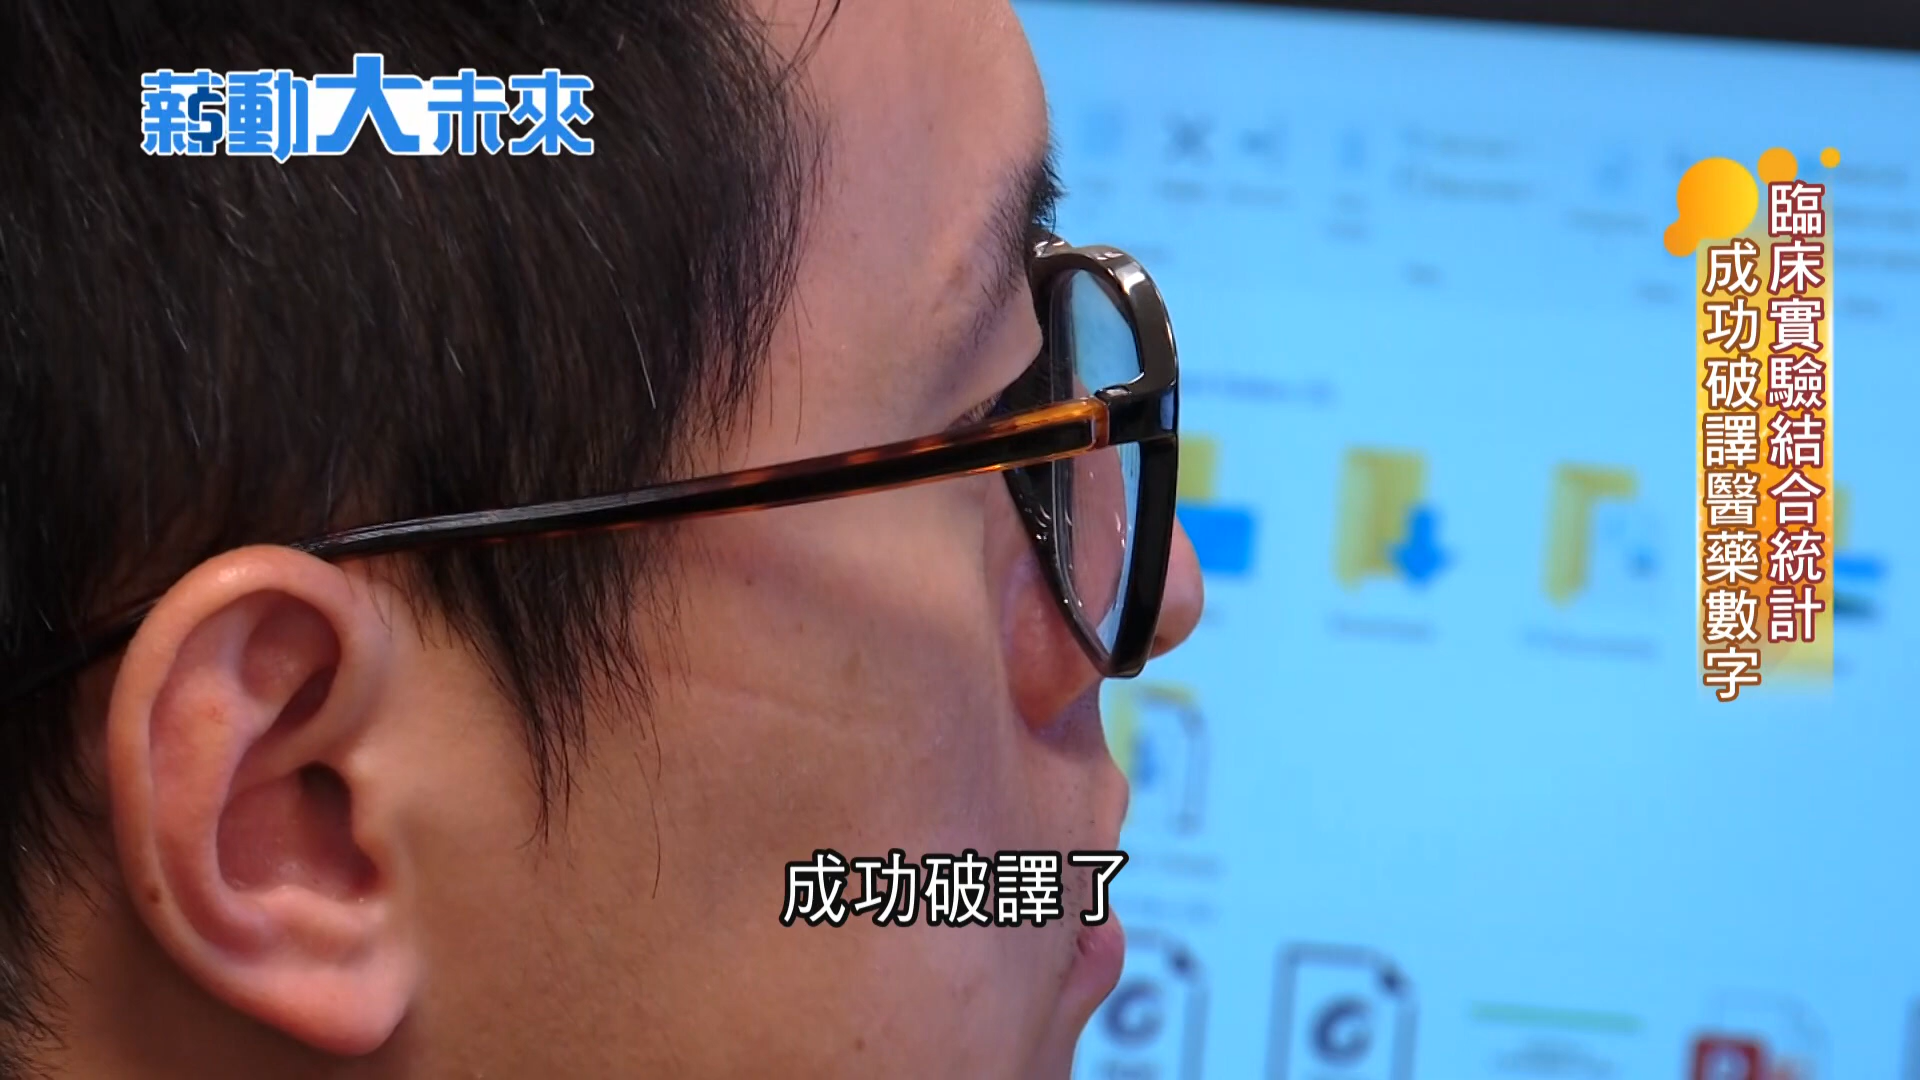 薪動大未來
臨床實驗結合統計
成功破譯醫藥數字
成功破譯了